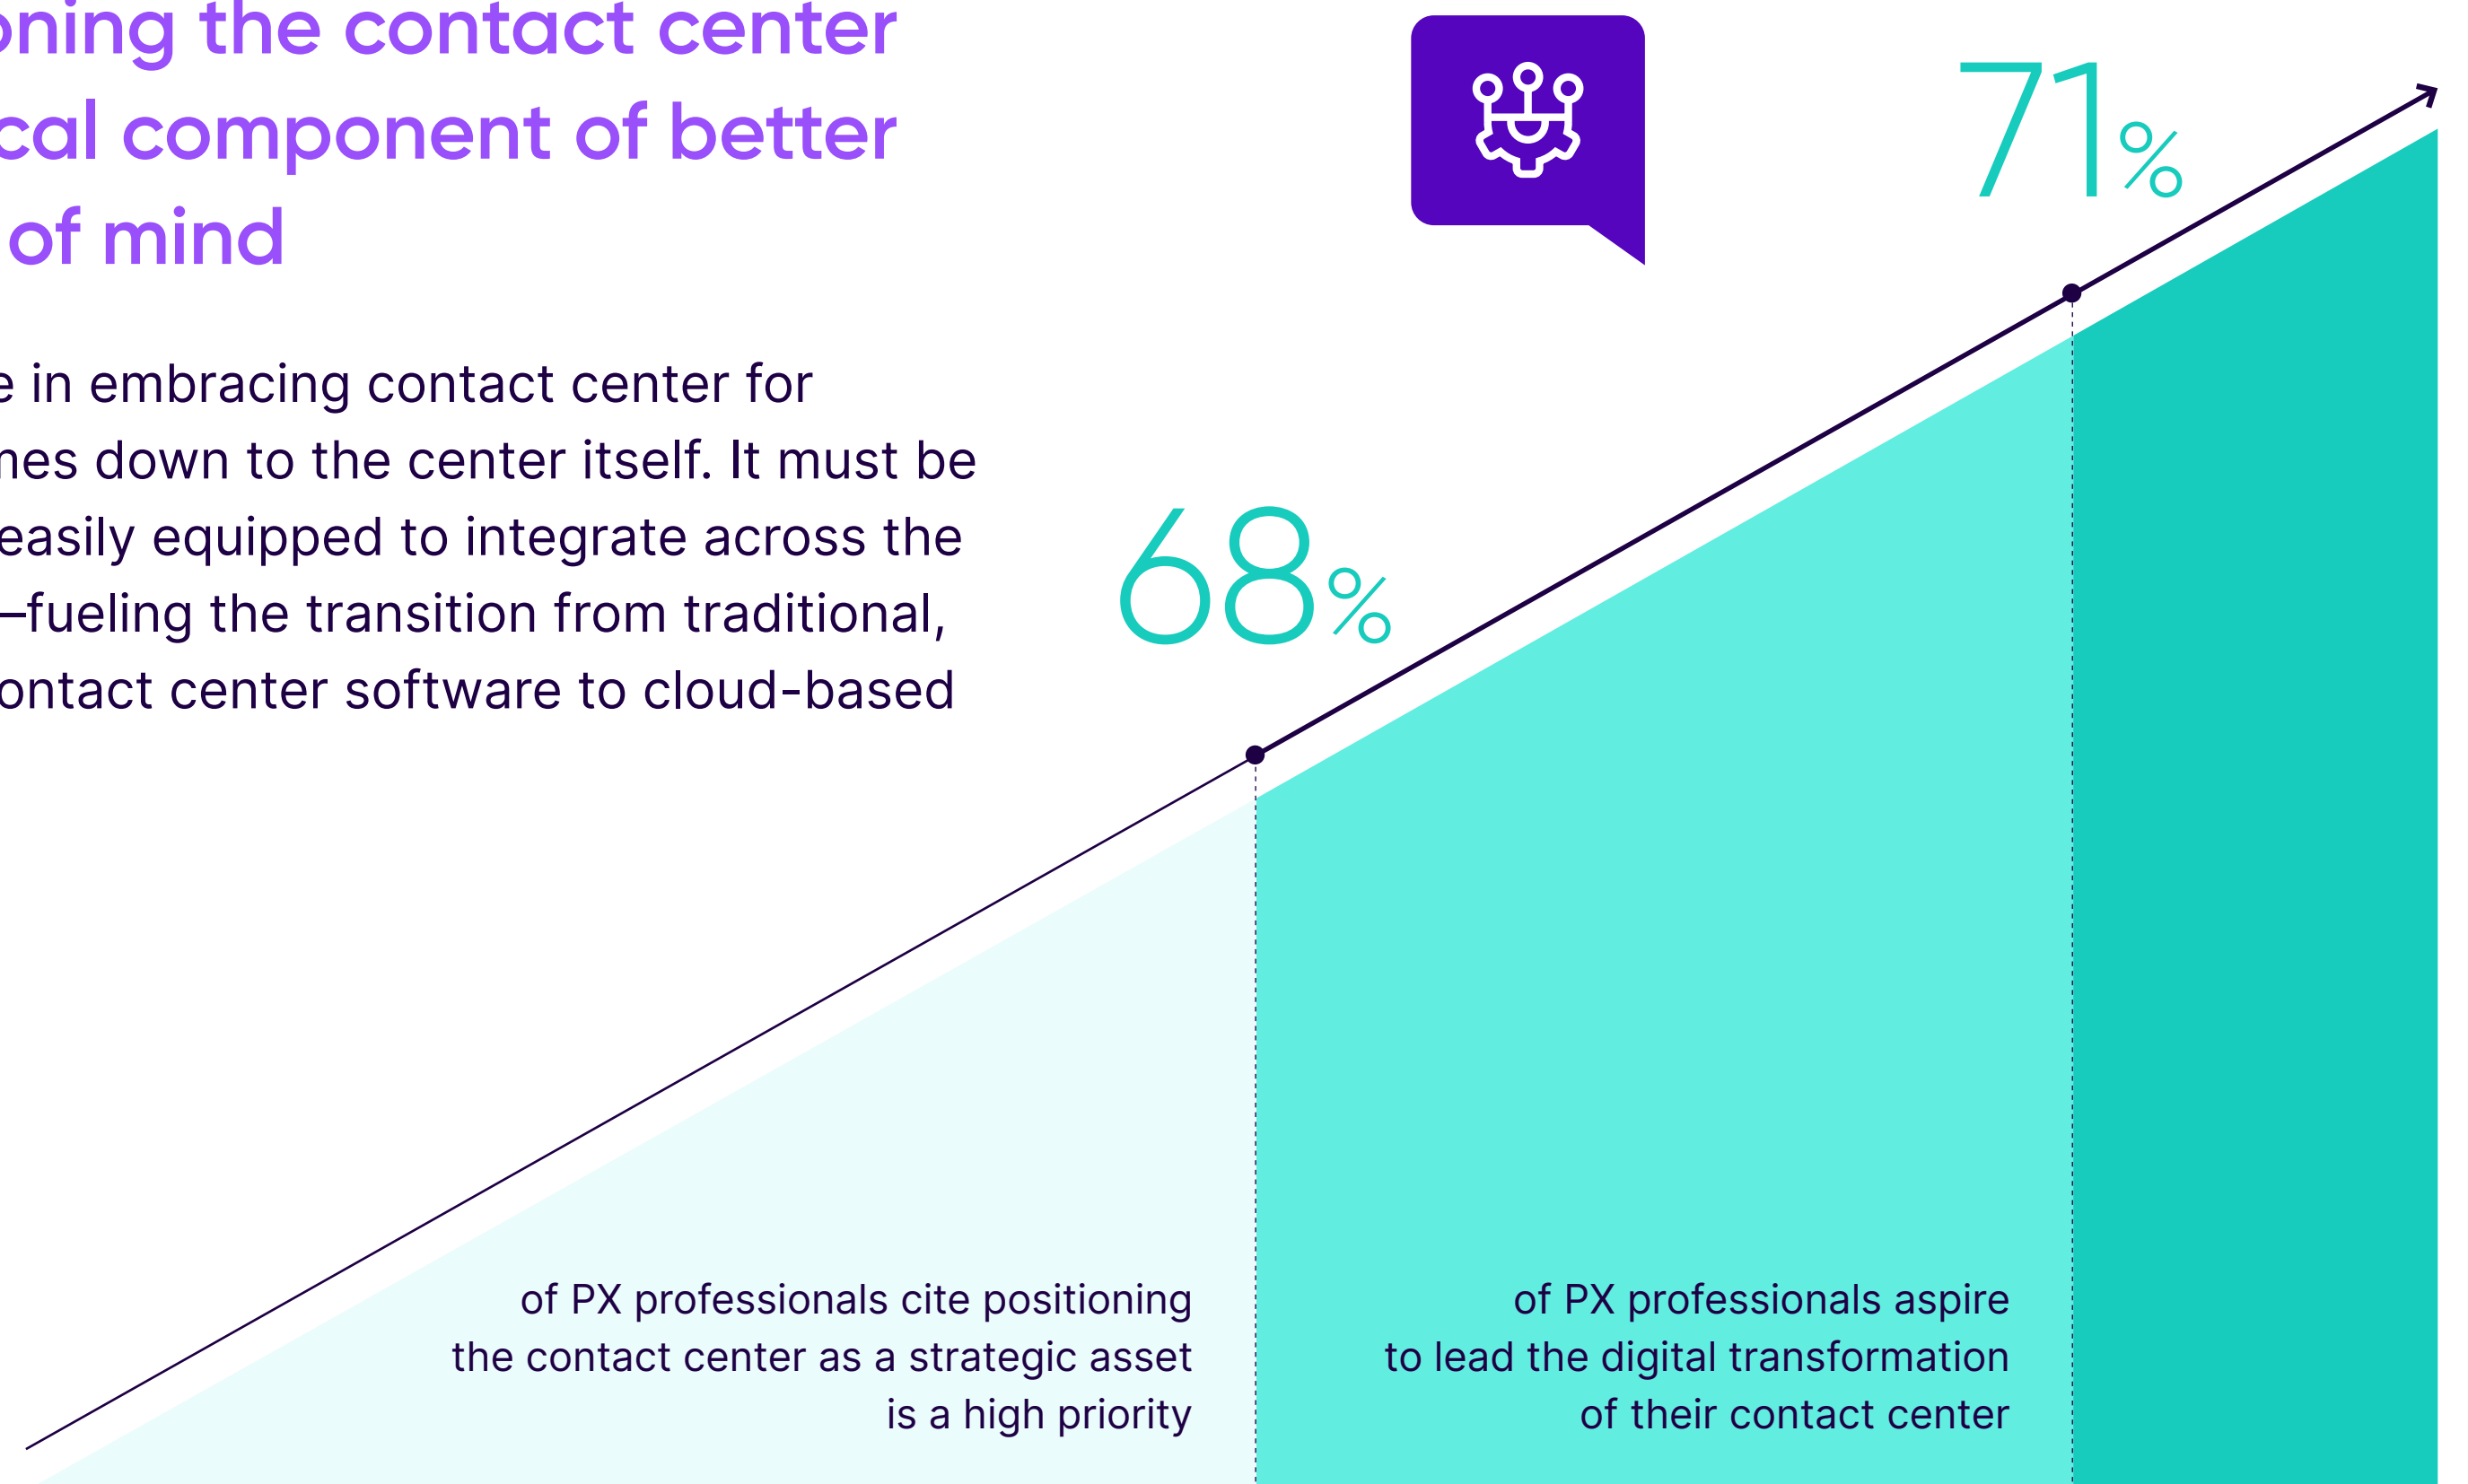 ning the contact center
cal component of better
of mind
in embracing contact center for
mes down to the center itself. It must be
easily equipped to integrate across the
—fueling the transition from traditional,
contact center software to cloud-based
71%
68%
of PX professionals cite positioning
the contact center as a strategic asset
is a high priority
of PX professionals aspire
to lead the digital transformation
of their contact center